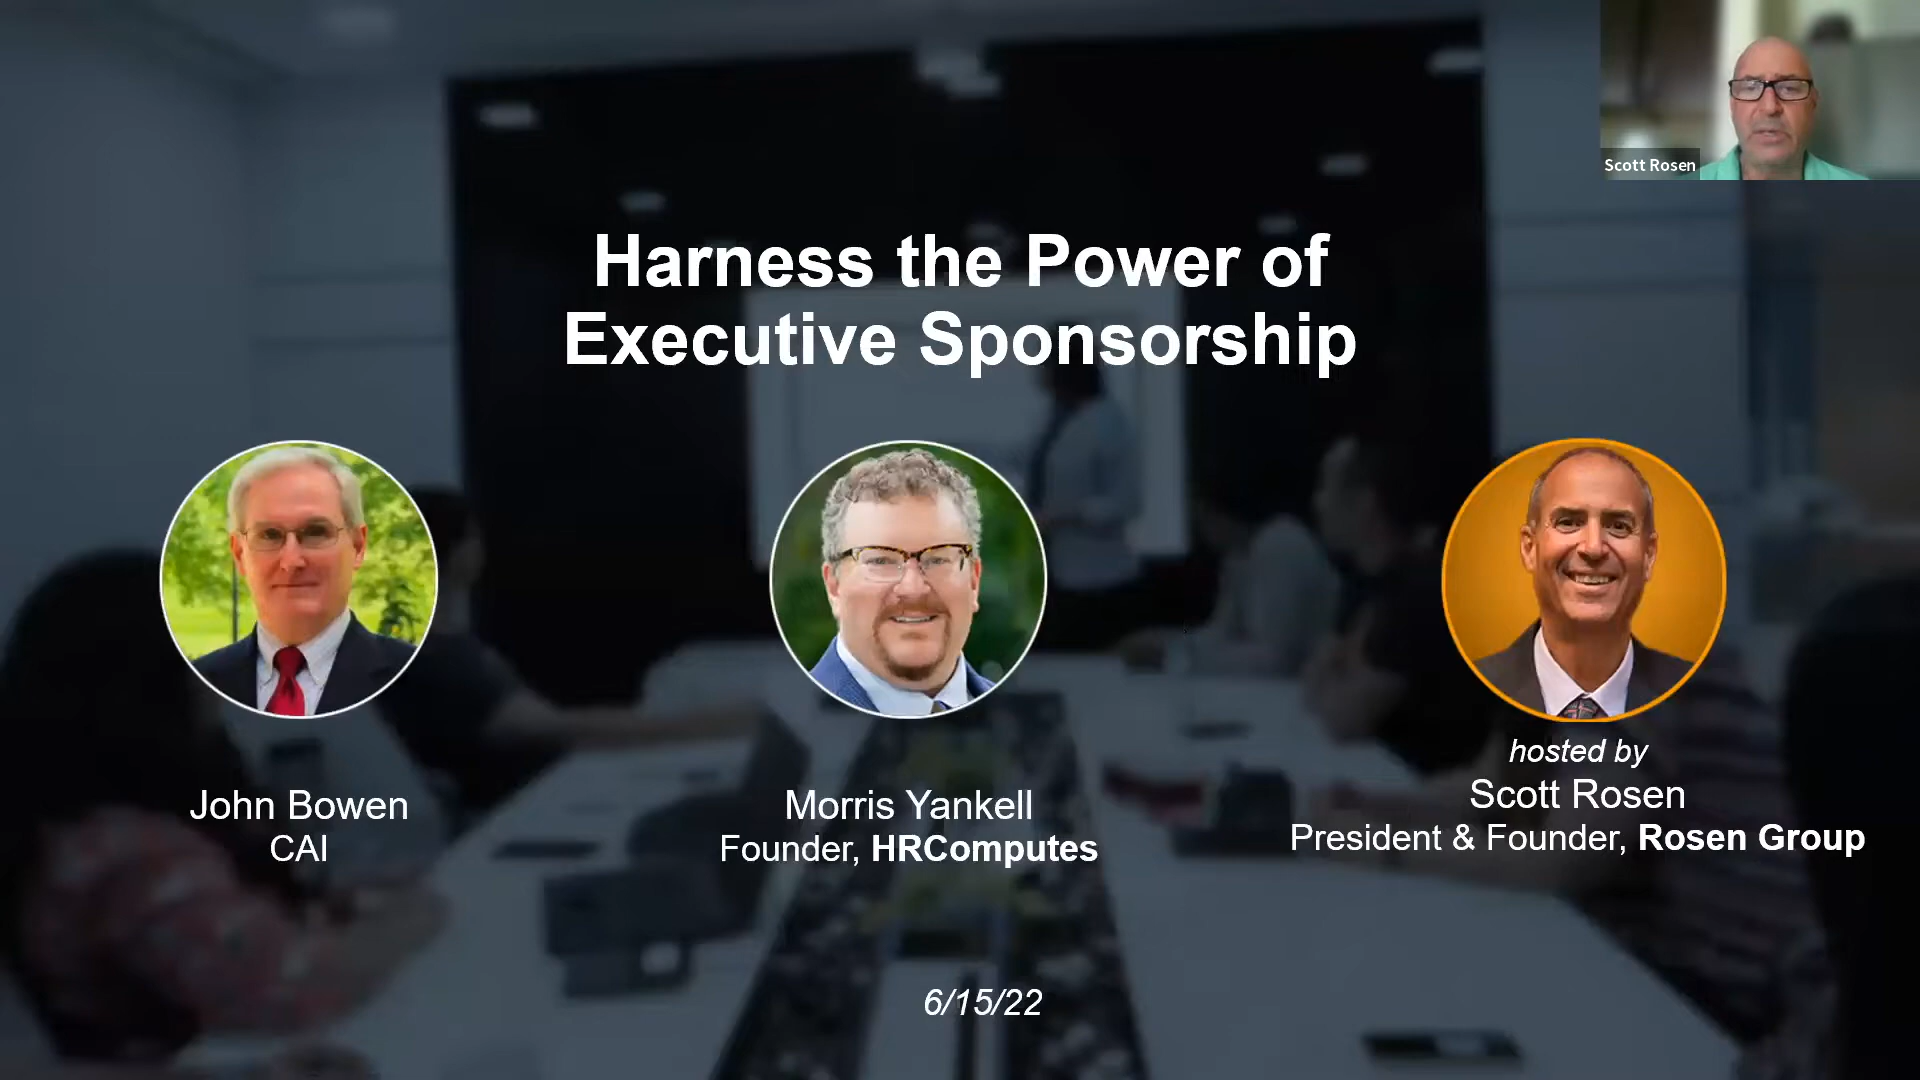 Scott Rosen
Harness the Power of
Executive Sponsorship
John Bowen
CAI
Morris Yankell
Founder, HRComputes
hosted by
Scott Rosen
President & Founder, Rosen Group
6/15/22